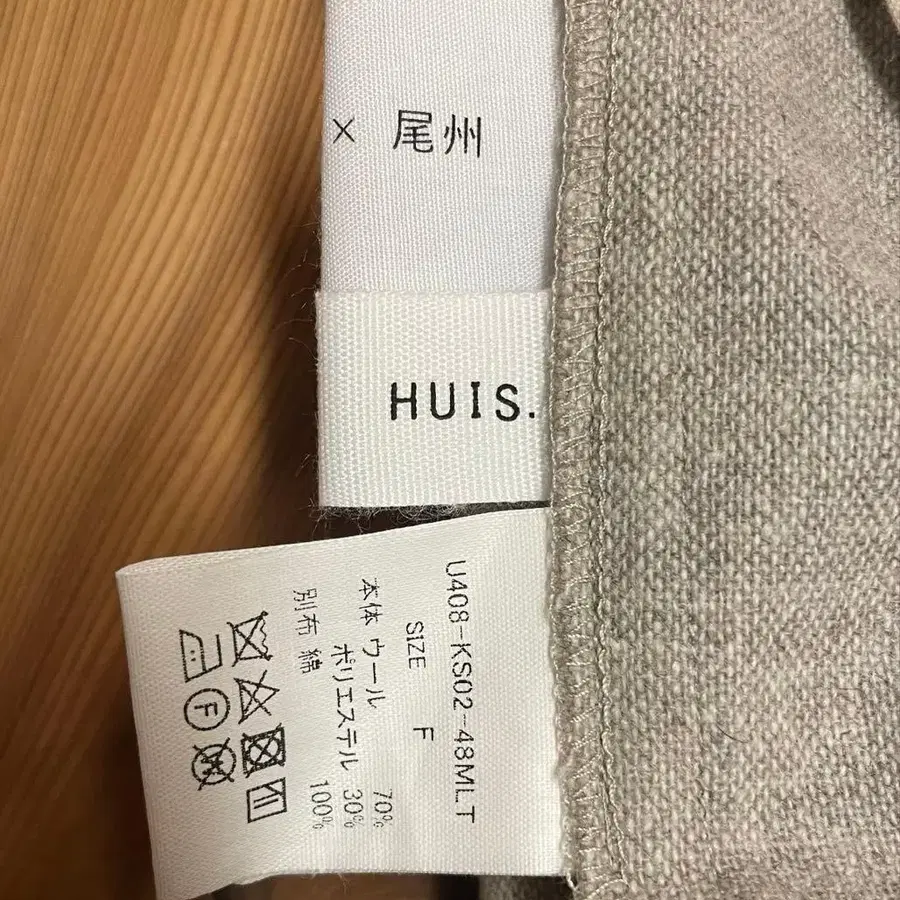 × 尾州
HUIS.
U408-KS02-48MLT
SIZE F
本体 ウール 70%
ポリエステル 30%
別布 綿 100%
F
W